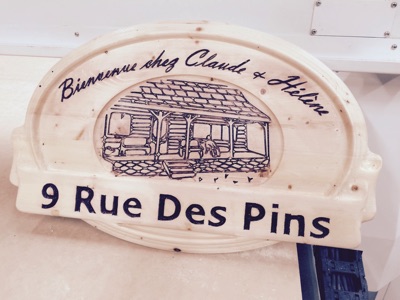 Bienvenue chez Claude & Hélène
9 Rue Des Pins